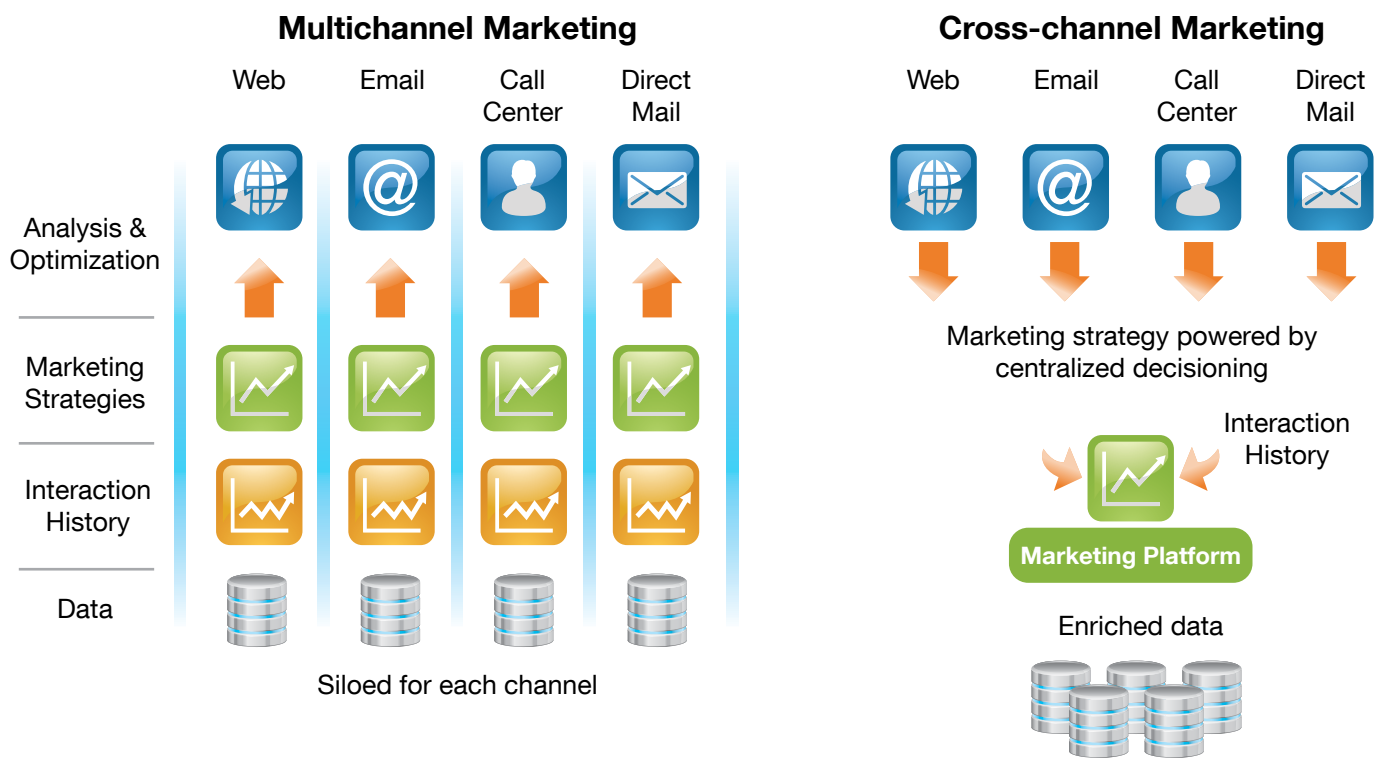 Multichannel Marketing
Web
Email
Call
Center
Direct
Mail
Analysis &
Optimization
Marketing
Strategies
Interaction
History
Data
Siloed for each channel
Cross-channel Marketing
Web
Email
Call
Center
Direct
Mail
Marketing strategy powered by
centralized decisioning
Interaction
History
Marketing Platform
Enriched data